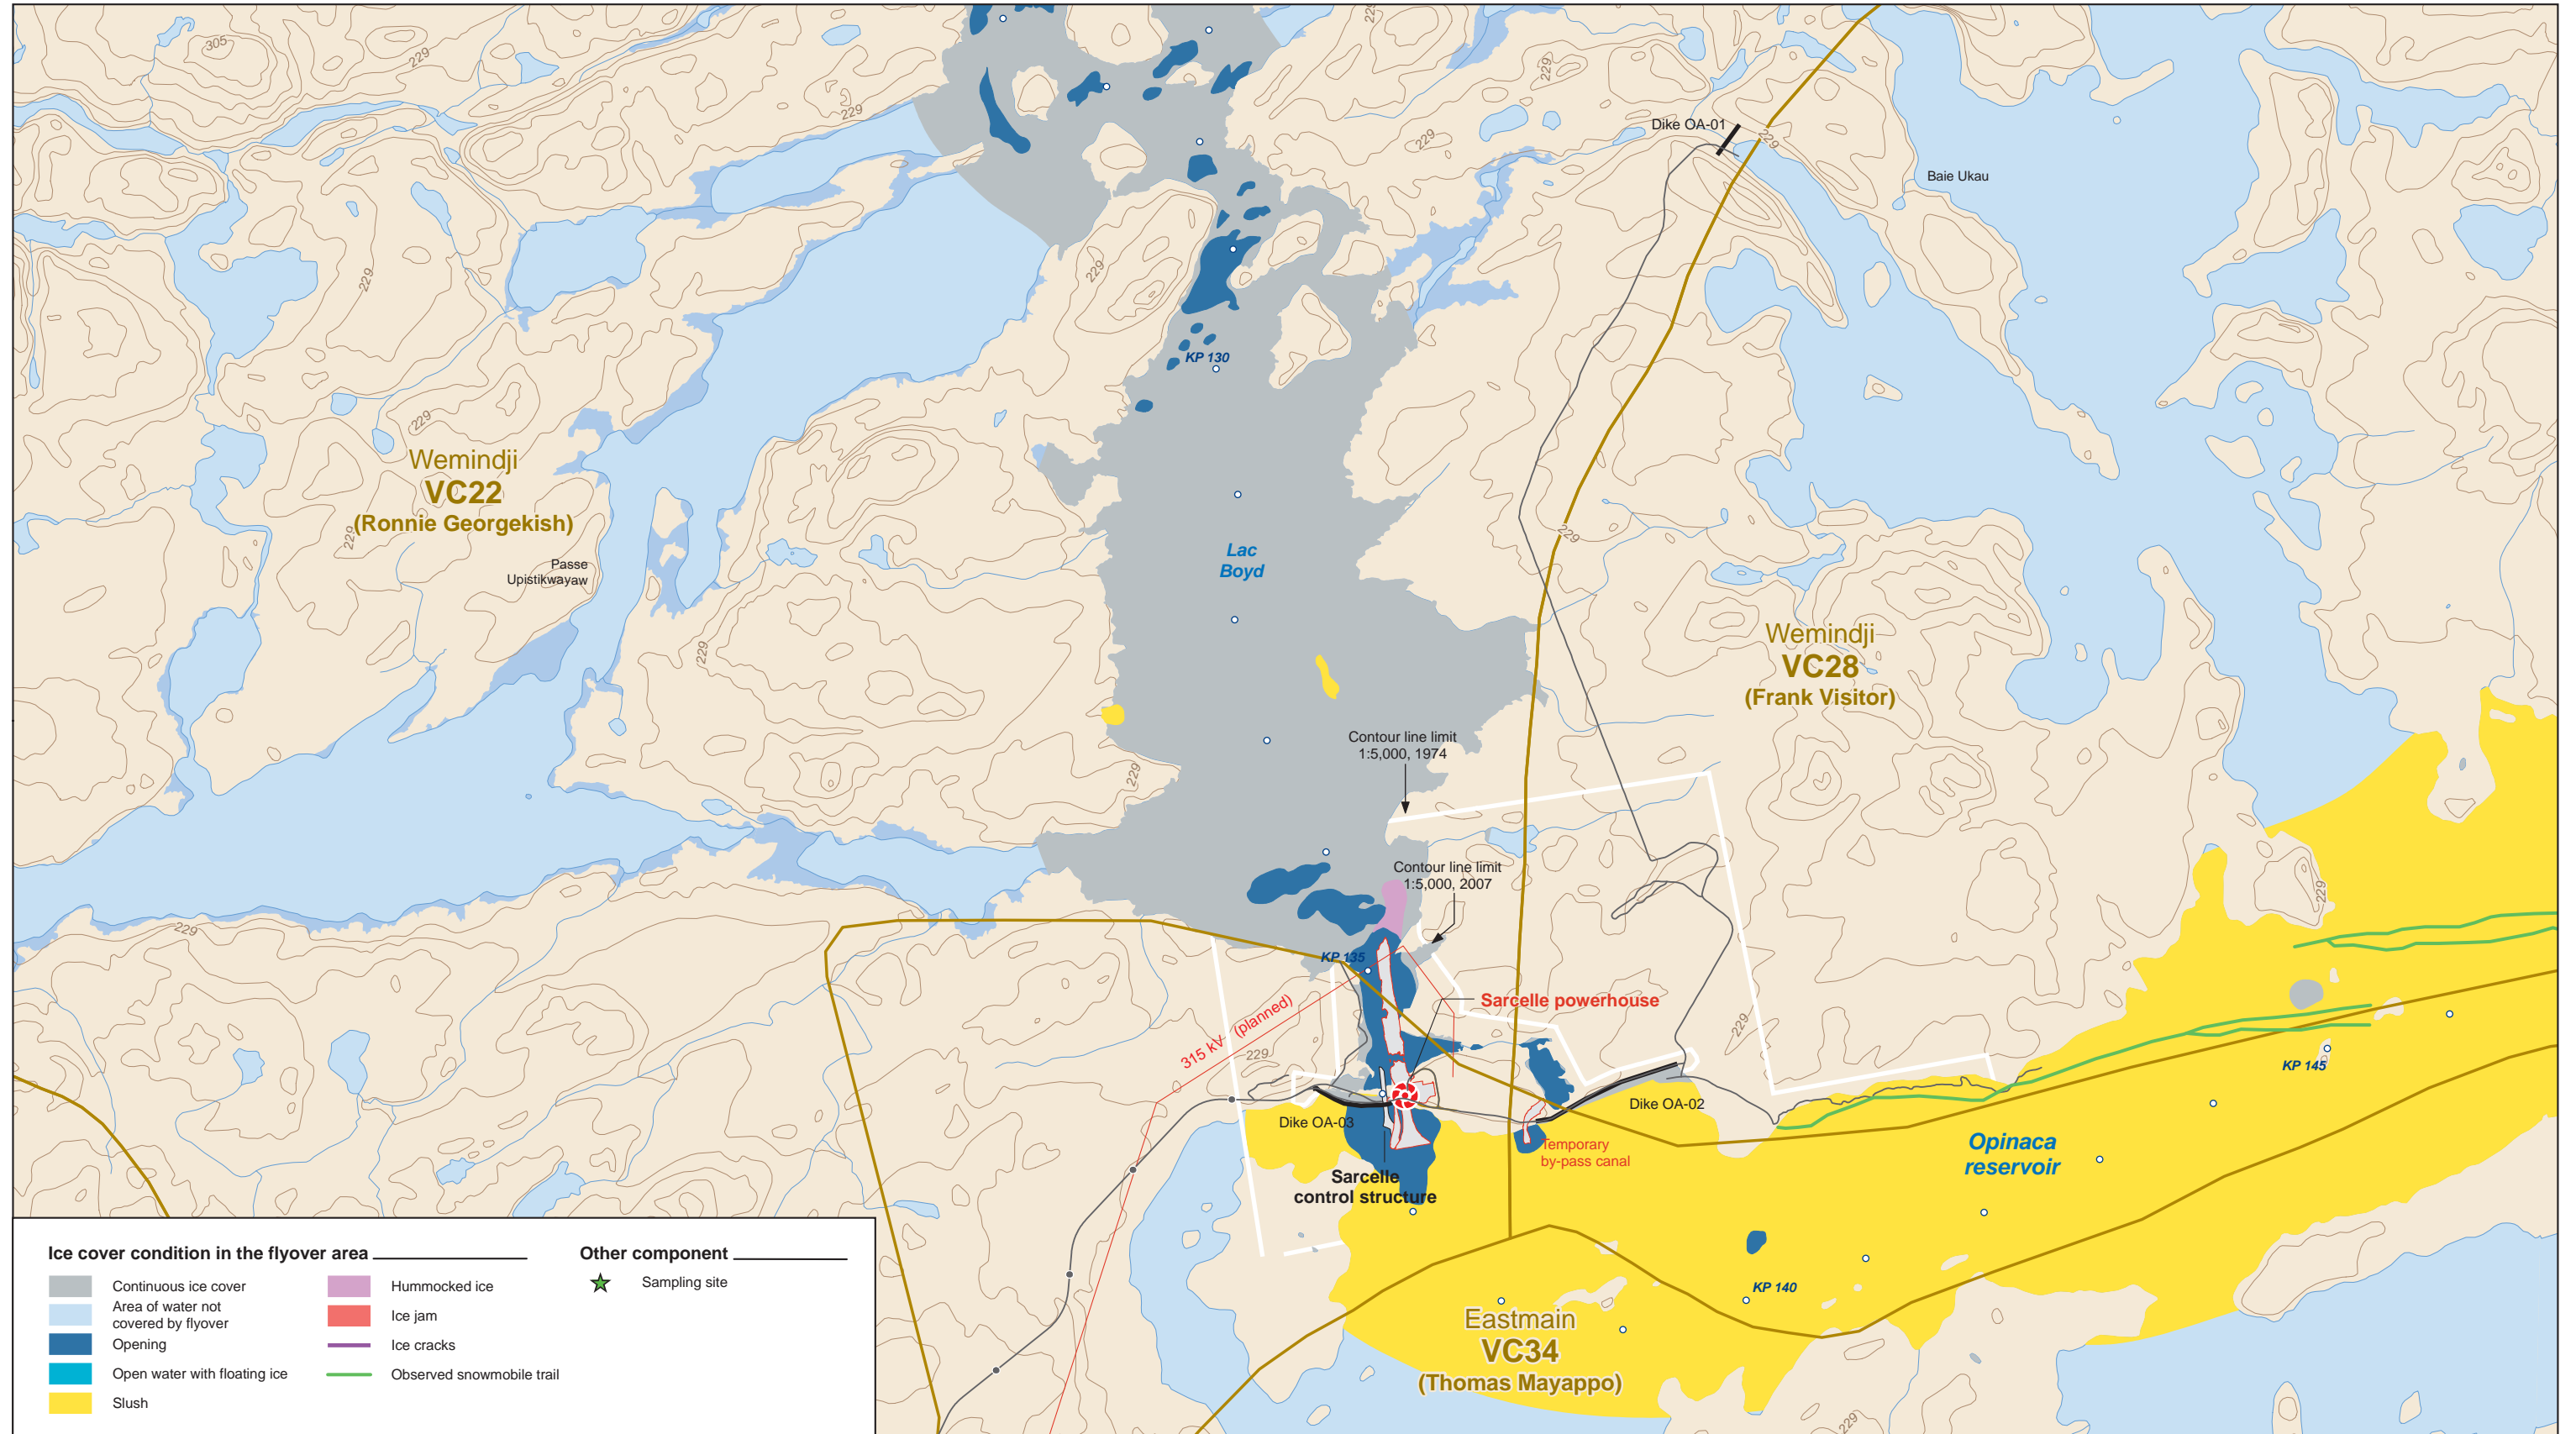 305
229
229
229
229
229
Dike OA-01
229
Baie Ukau
229
229
229
KP 130
229
Wemindji
VC22
(Ronnie Georgekish)
229
229
Lac
Boyd
Passe
Upistikwayaw
Wemindji
VC28
(Frank Visitor)
229
Contour line limit
1:5,000, 1974
229
Contour line limit
1:5,000, 2007
229
229
KP 135
Sarcelle powerhouse
315 kV (planned)
229
229
KP 145
Dike OA-03
Dike OA-02
Temporary
by-pass canal
Opinaca
reservoir
Sarcelle
control structure
KP 140
Eastmain
VC34
(Thomas Mayappo)
229
Ice cover condition in the flyover area
Continuous ice cover
Area of water not
covered by flyover
Opening
Open water with floating ice
Slush
Hummocked ice
Ice jam
Ice cracks
Observed snowmobile trail
Other component
Sampling site